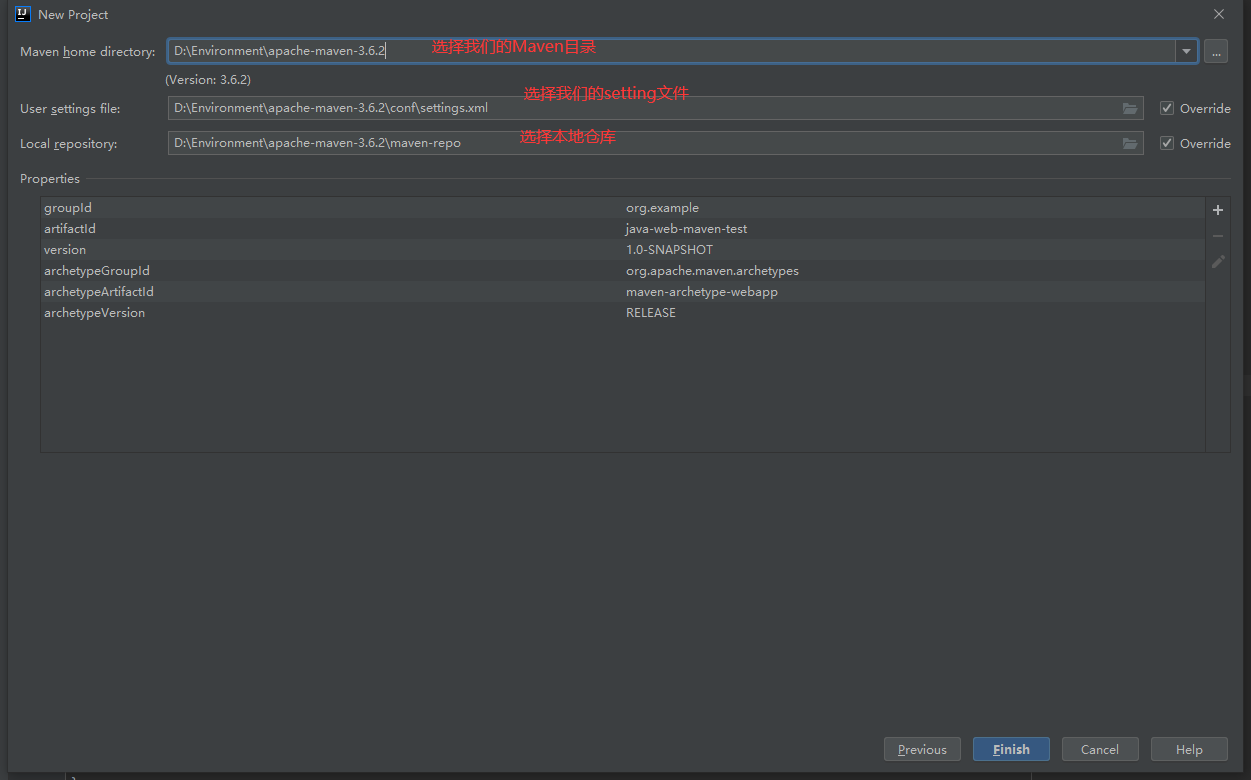 New Project
Maven home directory: D:\Environment\apache-maven-3.6.2 选择我们的Maven目录 ...
(Version: 3.6.2)
选择我们的setting文件
User settings file: D:\Environment\apache-maven-3.6.2\conf\settings.xml Override
Local repository: D:\Environment\apache-maven-3.6.2\maven-repo 选择本地仓库 Override
Properties
groupId org.example
artifactId java-web-maven-test
version 1.0-SNAPSHOT
archetypeGroupId org.apache.maven.archetypes
archetypeArtifactId maven-archetype-webapp
archetypeVersion RELEASE
Previous Finish Cancel Help